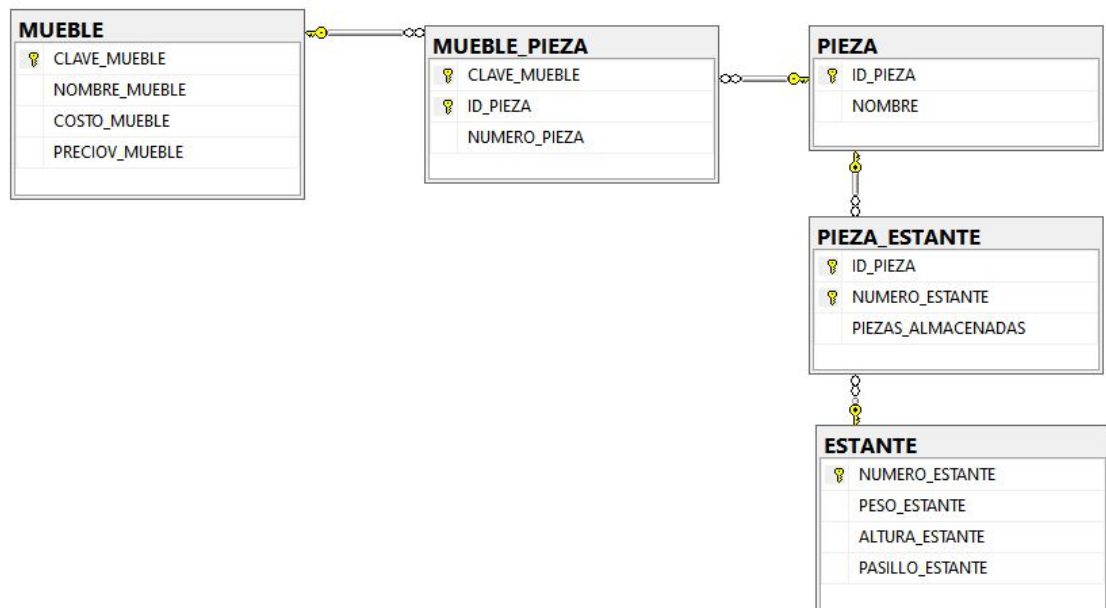 MUEBLE
CLAVE_MUEBLE
NOMBRE_MUEBLE
COSTO_MUEBLE
PRECIOV_MUEBLE
MUEBLE_PIEZA
CLAVE_MUEBLE
ID_PIEZA
NUMERO_PIEZA
PIEZA
ID_PIEZA
NOMBRE
PIEZA_ESTANTE
ID_PIEZA
NUMERO_ESTANTE
PIEZAS_ALMACENADAS
ESTANTE
NUMERO_ESTANTE
PESO_ESTANTE
ALTURA_ESTANTE
PASILLO_ESTANTE